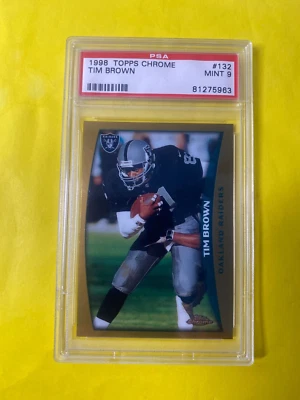 PSA
1998 TOPPS CHROME #132
TIM BROWN MINT 9
81275963
TIM BROWN
OAKLAND RAIDERS